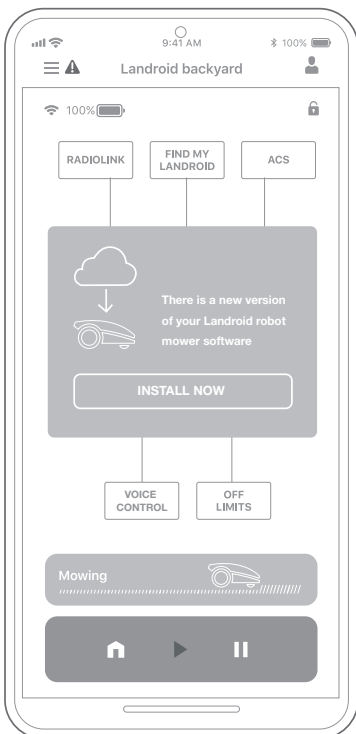 9:41 AM
100%
Landroid backyard
100%
RADIOLINK
FIND MY
LANDROID
ACS
There is a new version
of your Landroid robot
mower software
INSTALL NOW
VOICE
CONTROL
OFF
LIMITS
Mowing